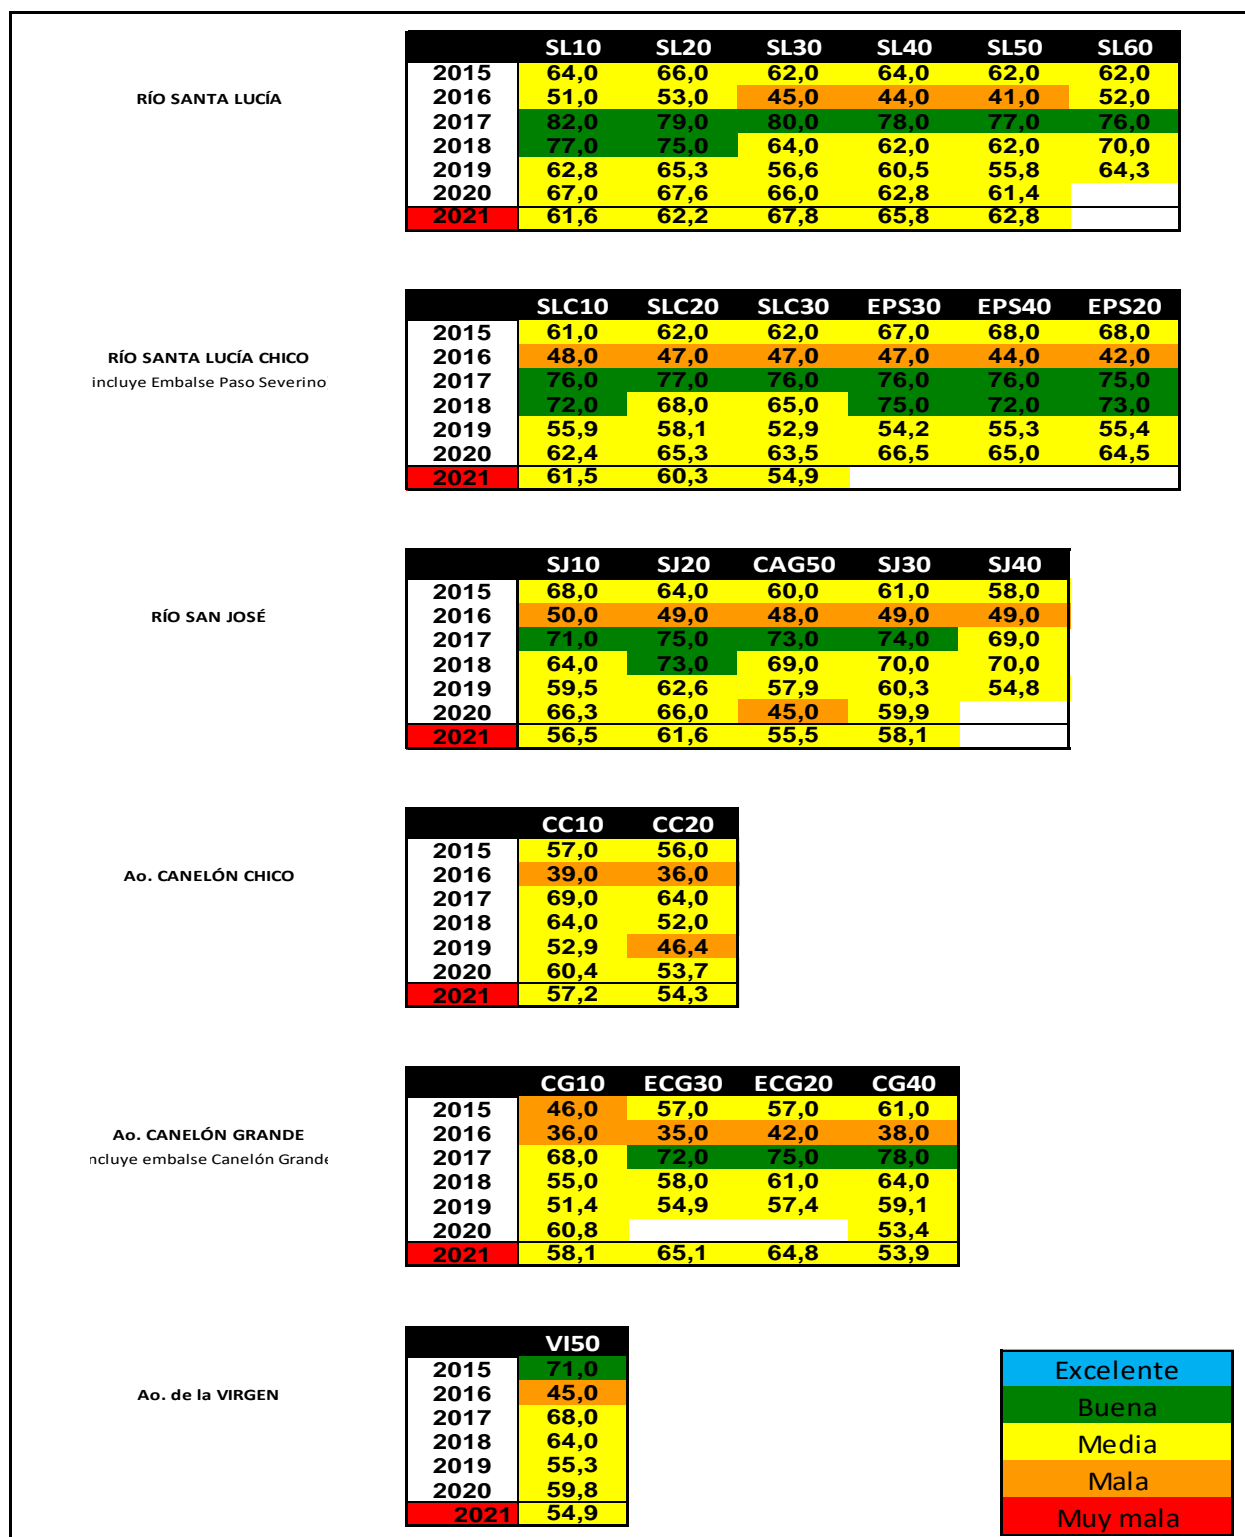 SL10 SL20 SL30 SL40 SL50 SL60
2015 64,0 66,0 62,0 64,0 62,0 62,0
RÍO SANTA LUCÍA
2016 51,0 53,0 45,0 44,0 41,0 52,0
2017 82,0 79,0 80,0 78,0 77,0 76,0
2018 77,0 75,0 64,0 62,0 62,0 70,0
2019 62,8 65,3 56,6 60,5 55,8 64,3
2020 67,0 67,6 66,0 62,8 61,4
2021 61,6 62,2 67,8 65,8 62,8
SLC10 SLC20 SLC30 EPS30 EPS40 EPS20
2015 61,0 62,0 62,0 67,0 68,0 68,0
RÍO SANTA LUCÍA CHICO
2016 48,0 47,0 47,0 47,0 44,0 42,0
incluye Embalse Paso Severino
2017 76,0 77,0 76,0 76,0 76,0 75,0
2018 72,0 68,0 65,0 75,0 72,0 73,0
2019 55,9 58,1 52,9 54,2 55,3 55,4
2020 62,4 65,3 63,5 66,5 65,0 64,5
2021 61,5 60,3 54,9
SJ10 SJ20 CAG50 SJ30 SJ40
2015 68,0 64,0 60,0 61,0 58,0
RÍO SAN JOSÉ
2016 50,0 49,0 48,0 49,0 49,0
2017 71,0 75,0 73,0 74,0 69,0
2018 64,0 73,0 69,0 70,0 70,0
2019 59,5 62,6 57,9 60,3 54,8
2020 66,3 66,0 45,0 59,9
2021 56,5 61,6 55,5 58,1
CC10 CC20
2015 57,0 56,0
Ao. CANELÓN CHICO
2016 39,0 36,0
2017 69,0 64,0
2018 64,0 52,0
2019 52,9 46,4
2020 60,4 53,7
2021 57,2 54,3
CG10 ECG30 ECG20 CG40
2015 46,0 57,0 57,0 61,0
Ao. CANELÓN GRANDE
2016 36,0 35,0 42,0 38,0
ncluye embalse Canelón Grande
2017 68,0 72,0 75,0 78,0
2018 55,0 58,0 61,0 64,0
2019 51,4 54,9 57,4 59,1
2020 60,8 53,4
2021 58,1 65,1 64,8 53,9
VI50
2015 71,0
Ao. de la VIRGEN
2016 45,0
2017 68,0
2018 64,0
2019 55,3
2020 59,8
2021 54,9
Excelente
Buena
Media
Mala
Muy mala